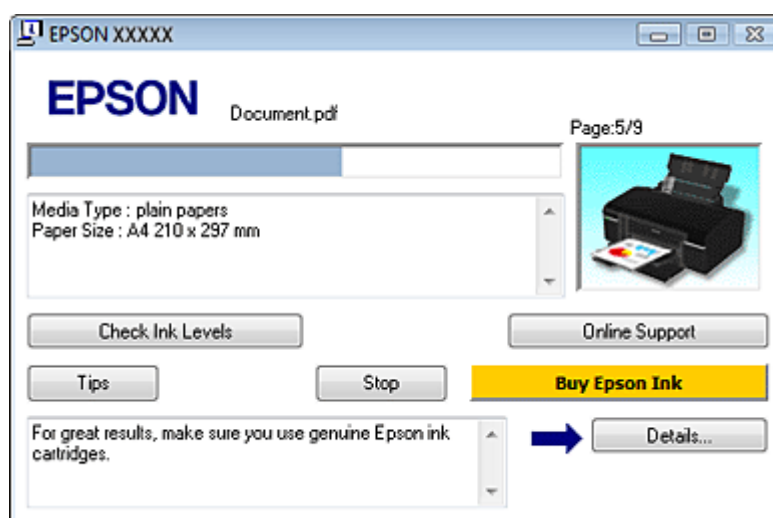 EPSON XXXXX
EPSON
Document.pdf
Page:5/9
Media Type : plain papers
Paper Size : A4 210 x 297 mm
Check Ink Levels
Online Support
Tips
Stop
Buy Epson Ink
For great results, make sure you use genuine Epson ink
cartridges.
Details...